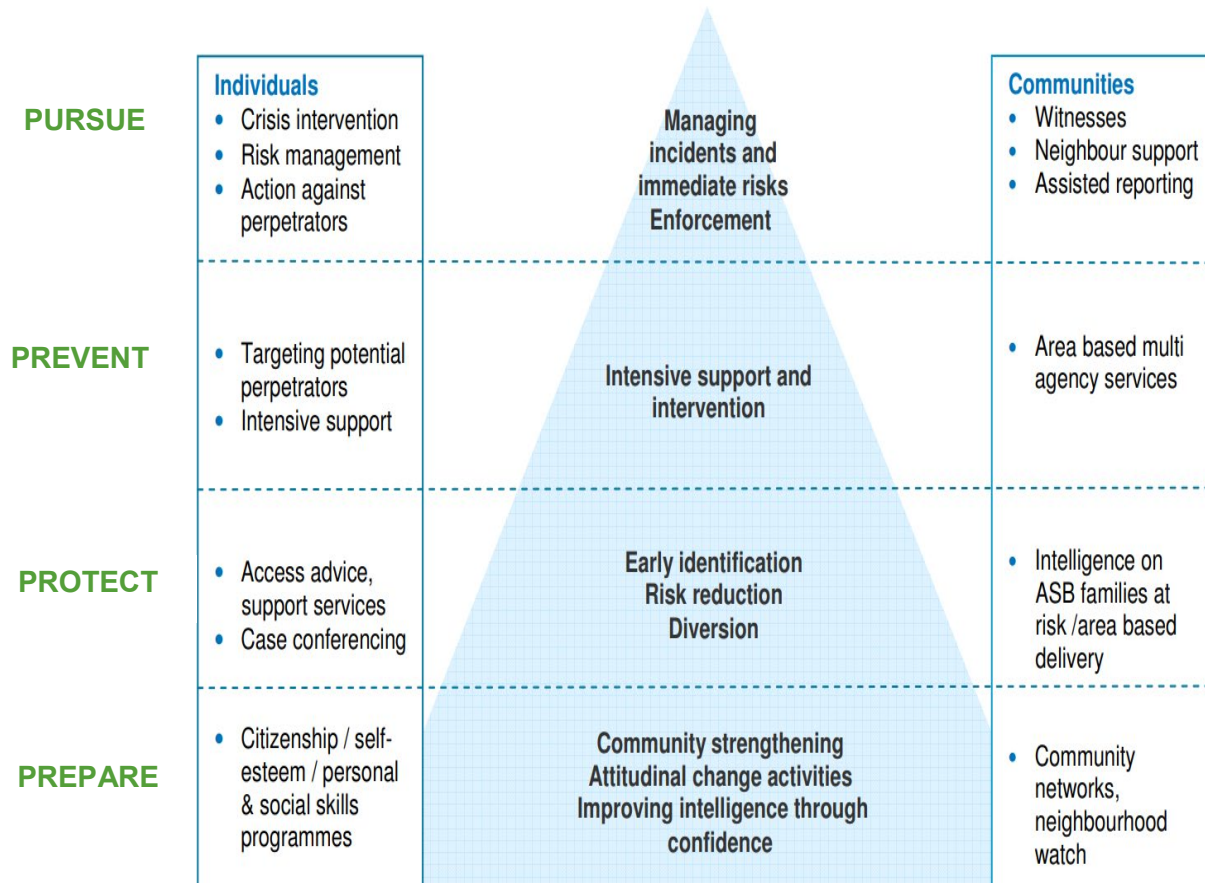 PURSUE
Individuals
• Crisis intervention
• Risk management
• Action against
perpetrators
Managing
incidents and
immediate risks
Enforcement
Communities
• Witnesses
• Neighbour support
• Assisted reporting
PREVENT
• Targeting potential
perpetrators
• Intensive support
Intensive support and
intervention
• Area based multi
agency services
PROTECT
• Access advice,
support services
• Case conferencing
Early identification
Risk reduction
Diversion
• Intelligence on
ASB families at
risk /area based
delivery
PREPARE
• Citizenship / self-
esteem / personal
& social skills
programmes
Community strengthening
Attitudinal change activities
Improving intelligence through
confidence
• Community
networks,
neighbourhood
watch